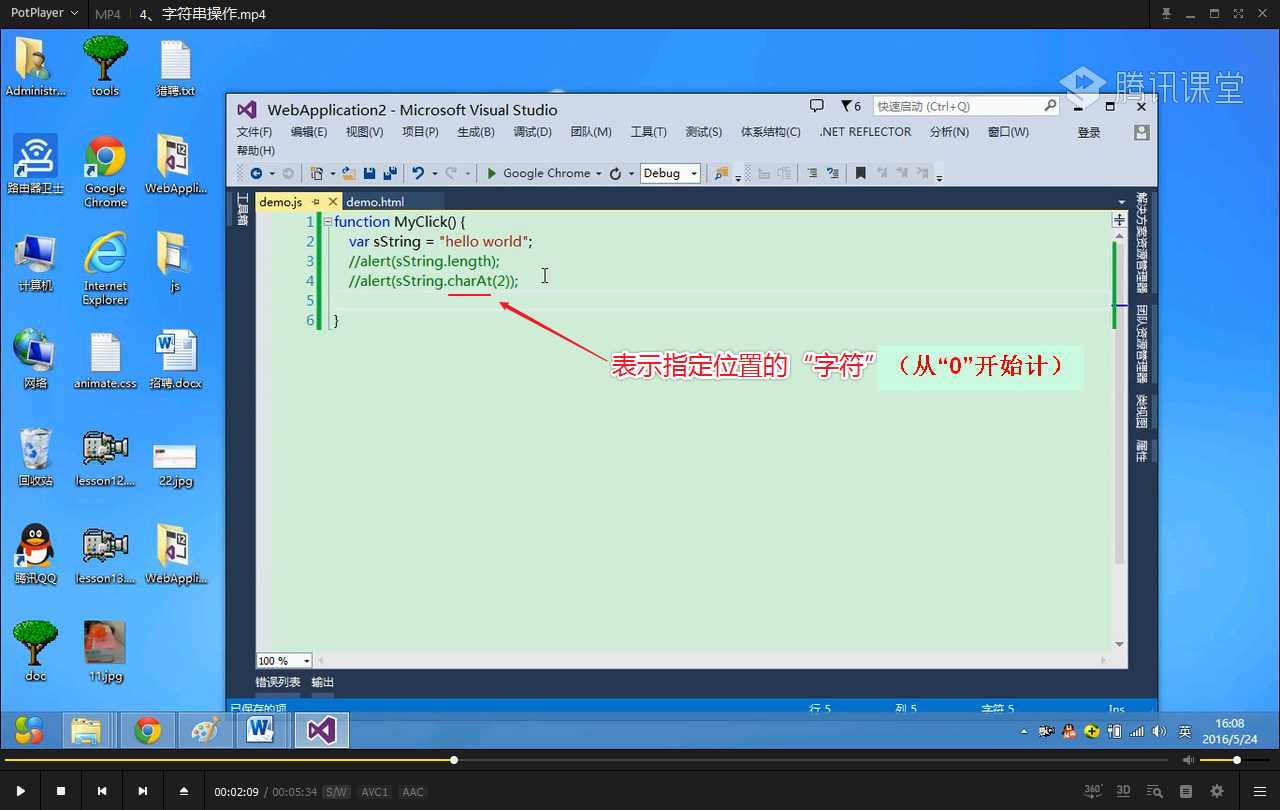 PotPlayer
MP4
4、字符串操作.mp4
腾讯课堂
Administr...
tools
猎聘.txt
路由器卫士
Google Chrome
WebAppli...
计算机
Internet Explorer
js
网络
animate.css
招聘.docx
回收站
lesson12....
22.jpg
腾讯QQ
lesson13....
WebAppli...
doc
11.jpg
WebApplication2 - Microsoft Visual Studio
6
快速启动 (Ctrl+Q)
文件(F) 编辑(E) 视图(V) 项目(P) 生成(B) 调试(D) 团队(M) 工具(T) 测试(S) 体系结构(C) .NET REFLECTOR 分析(N) 窗口(W) 登录
帮助(H)
Google Chrome
Debug
工具箱
demo.js
demo.html
1 function MyClick() {
2 var sString = "hello world";
3 //alert(sString.length);
4 //alert(sString.charAt(2));
5
6 }
表示指定位置的“字符”
（从“0”开始计）
解决方案资源管理器
团队资源管理器
类视图
属性
100 %
错误列表 输出
已保存的项
行 5
列 5
字符 5
Ins
英
16:08
2016/5/24
00:02:09 / 00:05:34 S/W AVC1 AAC
360°
3D